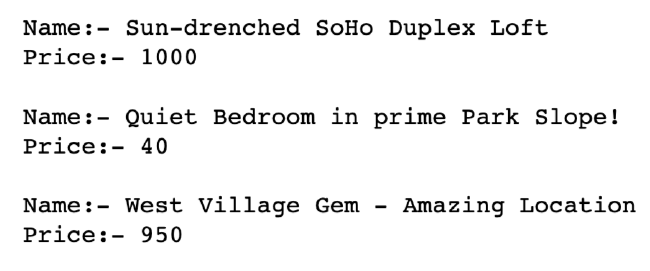 Name:- Sun-drenched SoHo Duplex Loft
Price:- 1000
Name:- Quiet Bedroom in prime Park Slope!
Price:- 40
Name:- West Village Gem - Amazing Location
Price:- 950